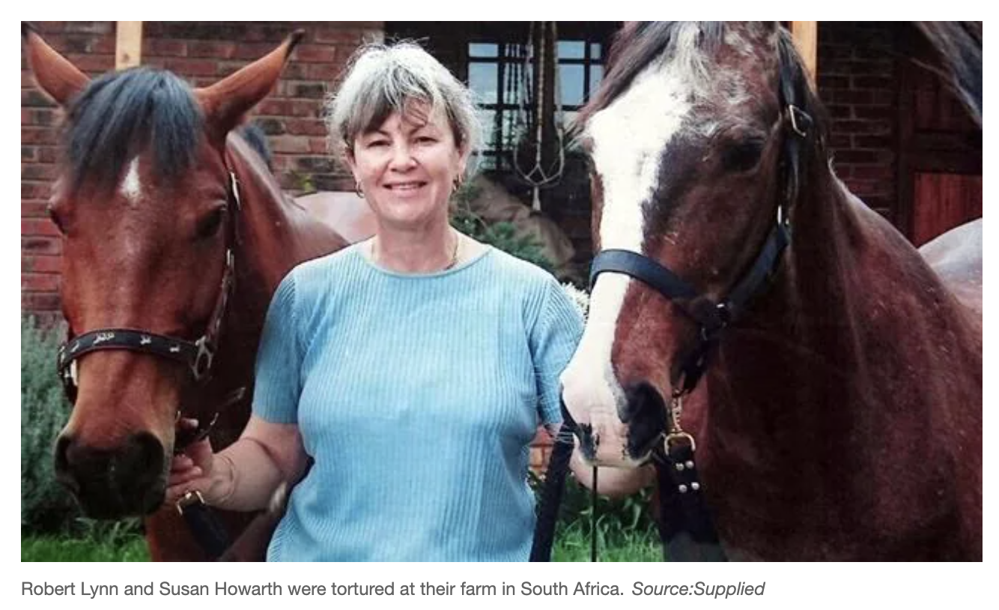 Robert Lynn and Susan Howarth were tortured at their farm in South Africa. Source:Supplied